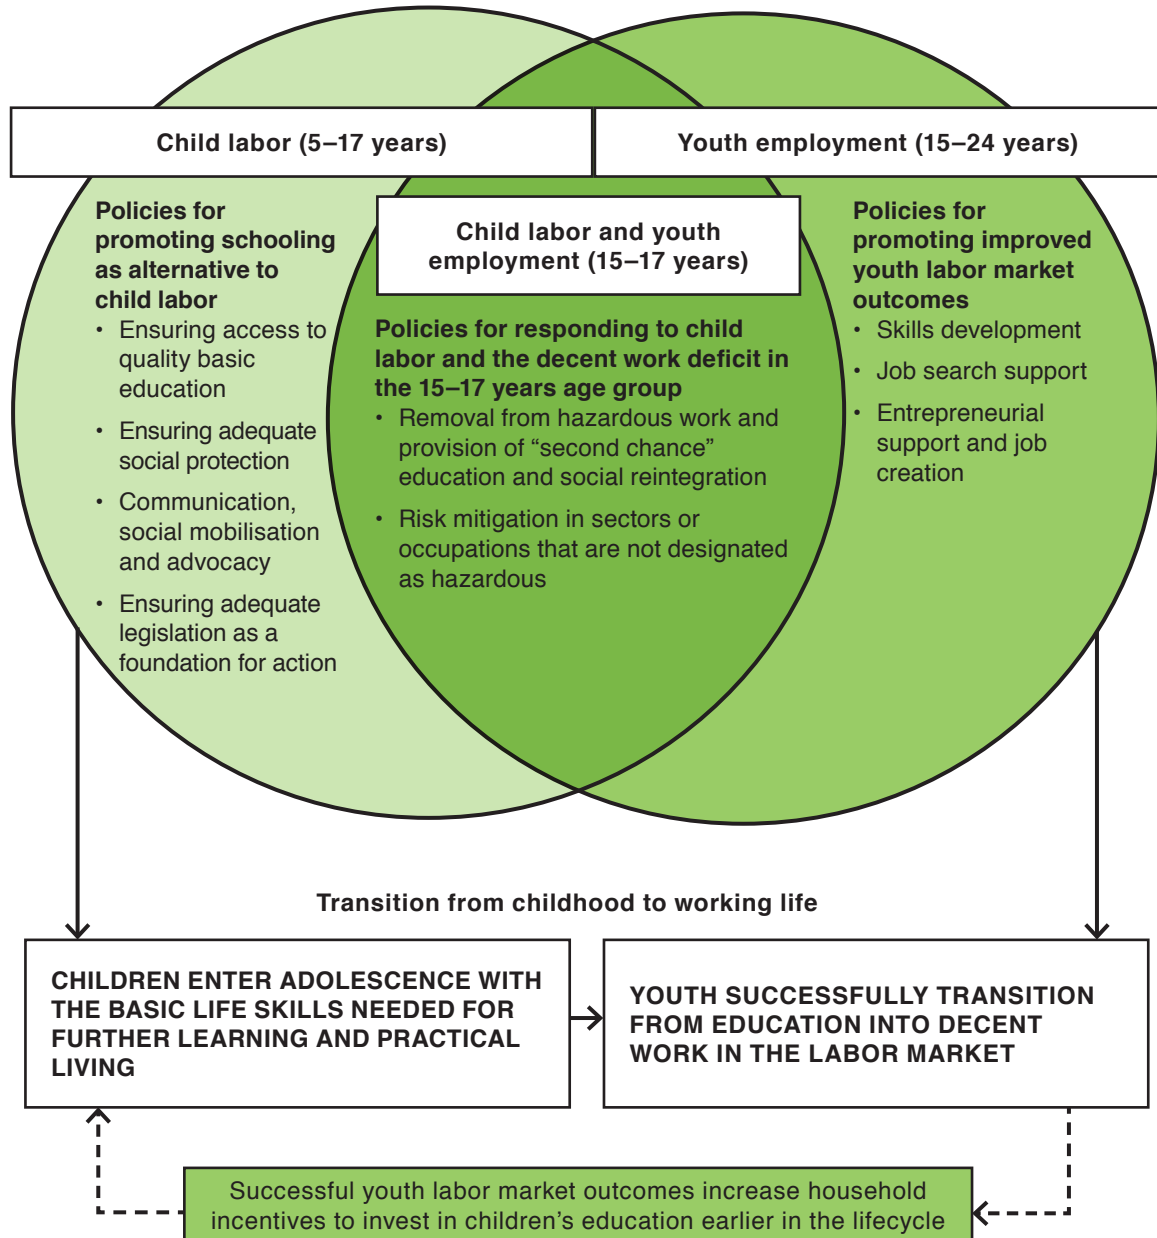 Child labor (5–17 years)
Youth employment (15–24 years)
Policies for
promoting schooling
as alternative to
child labor
• Ensuring access to
quality basic
education
• Ensuring adequate
social protection
• Communication,
social mobilisation
and advocacy
• Ensuring adequate
legislation as a
foundation for action
Child labor and youth
employment (15–17 years)
Policies for responding to child
labor and the decent work deficit in
the 15–17 years age group
• Removal from hazardous work and
provision of “second chance”
education and social reintegration
• Risk mitigation in sectors or
occupations that are not designated
as hazardous
Policies for
promoting improved
youth labor market
outcomes
• Skills development
• Job search support
• Entrepreneurial
support and job
creation
Transition from childhood to working life
CHILDREN ENTER ADOLESCENCE WITH
THE BASIC LIFE SKILLS NEEDED FOR
FURTHER LEARNING AND PRACTICAL
LIVING
YOUTH SUCCESSFULLY TRANSITION
FROM EDUCATION INTO DECENT
WORK IN THE LABOR MARKET
Successful youth labor market outcomes increase household
incentives to invest in children’s education earlier in the lifecycle